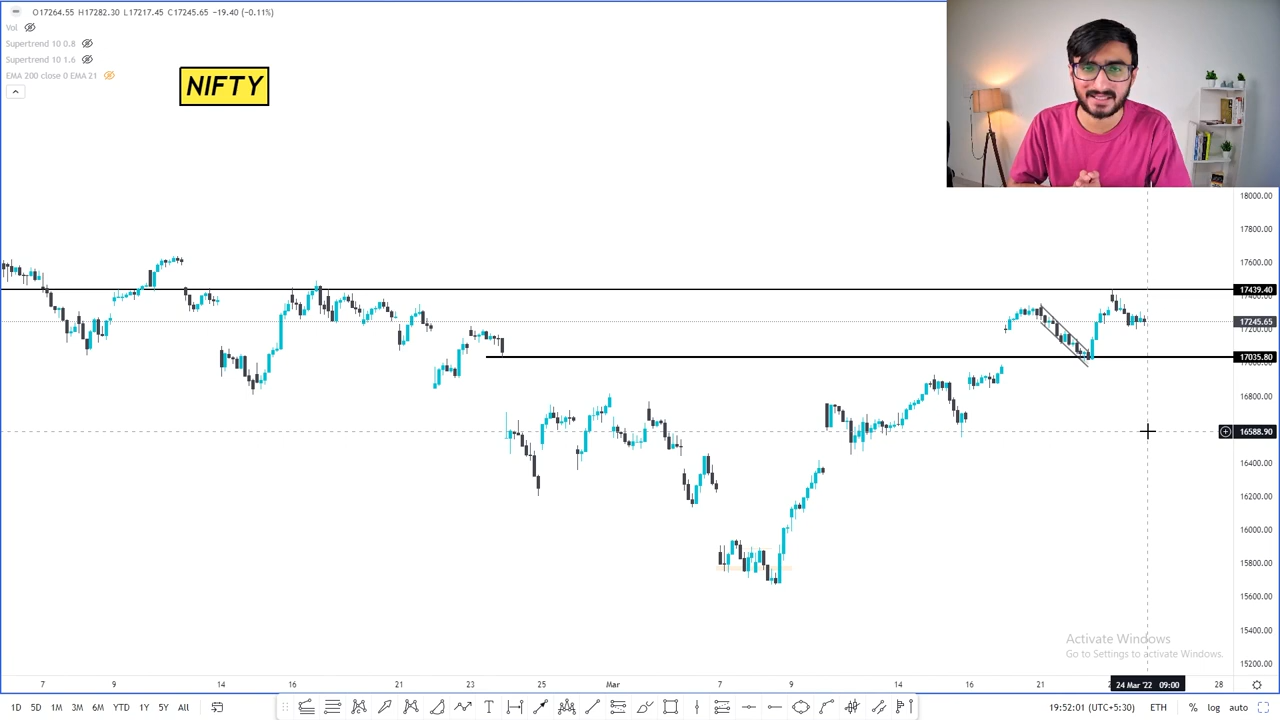 O17264.55 H17282.30 L17217.45 C17245.65 −19.40 (−0.11%)
Vol
Supertrend 10 0.8
Supertrend 10 1.6
EMA 200 close 0 EMA 21
NIFTY
18000.00
17800.00
17600.00
17439.40
17245.65
17200.00
17035.80
16800.00
16588.90
16400.00
16200.00
16000.00
15800.00
15600.00
15400.00
15200.00
Activate Windows
Go to Settings to activate Windows.
7 9 14 16 21 23 25 Mar 7 9 14 16 21 24 Mar '22 09:00 28
1D 5D 1M 3M 6M YTD 1Y 5Y All 19:52:01 (UTC+5:30) ETH % log auto